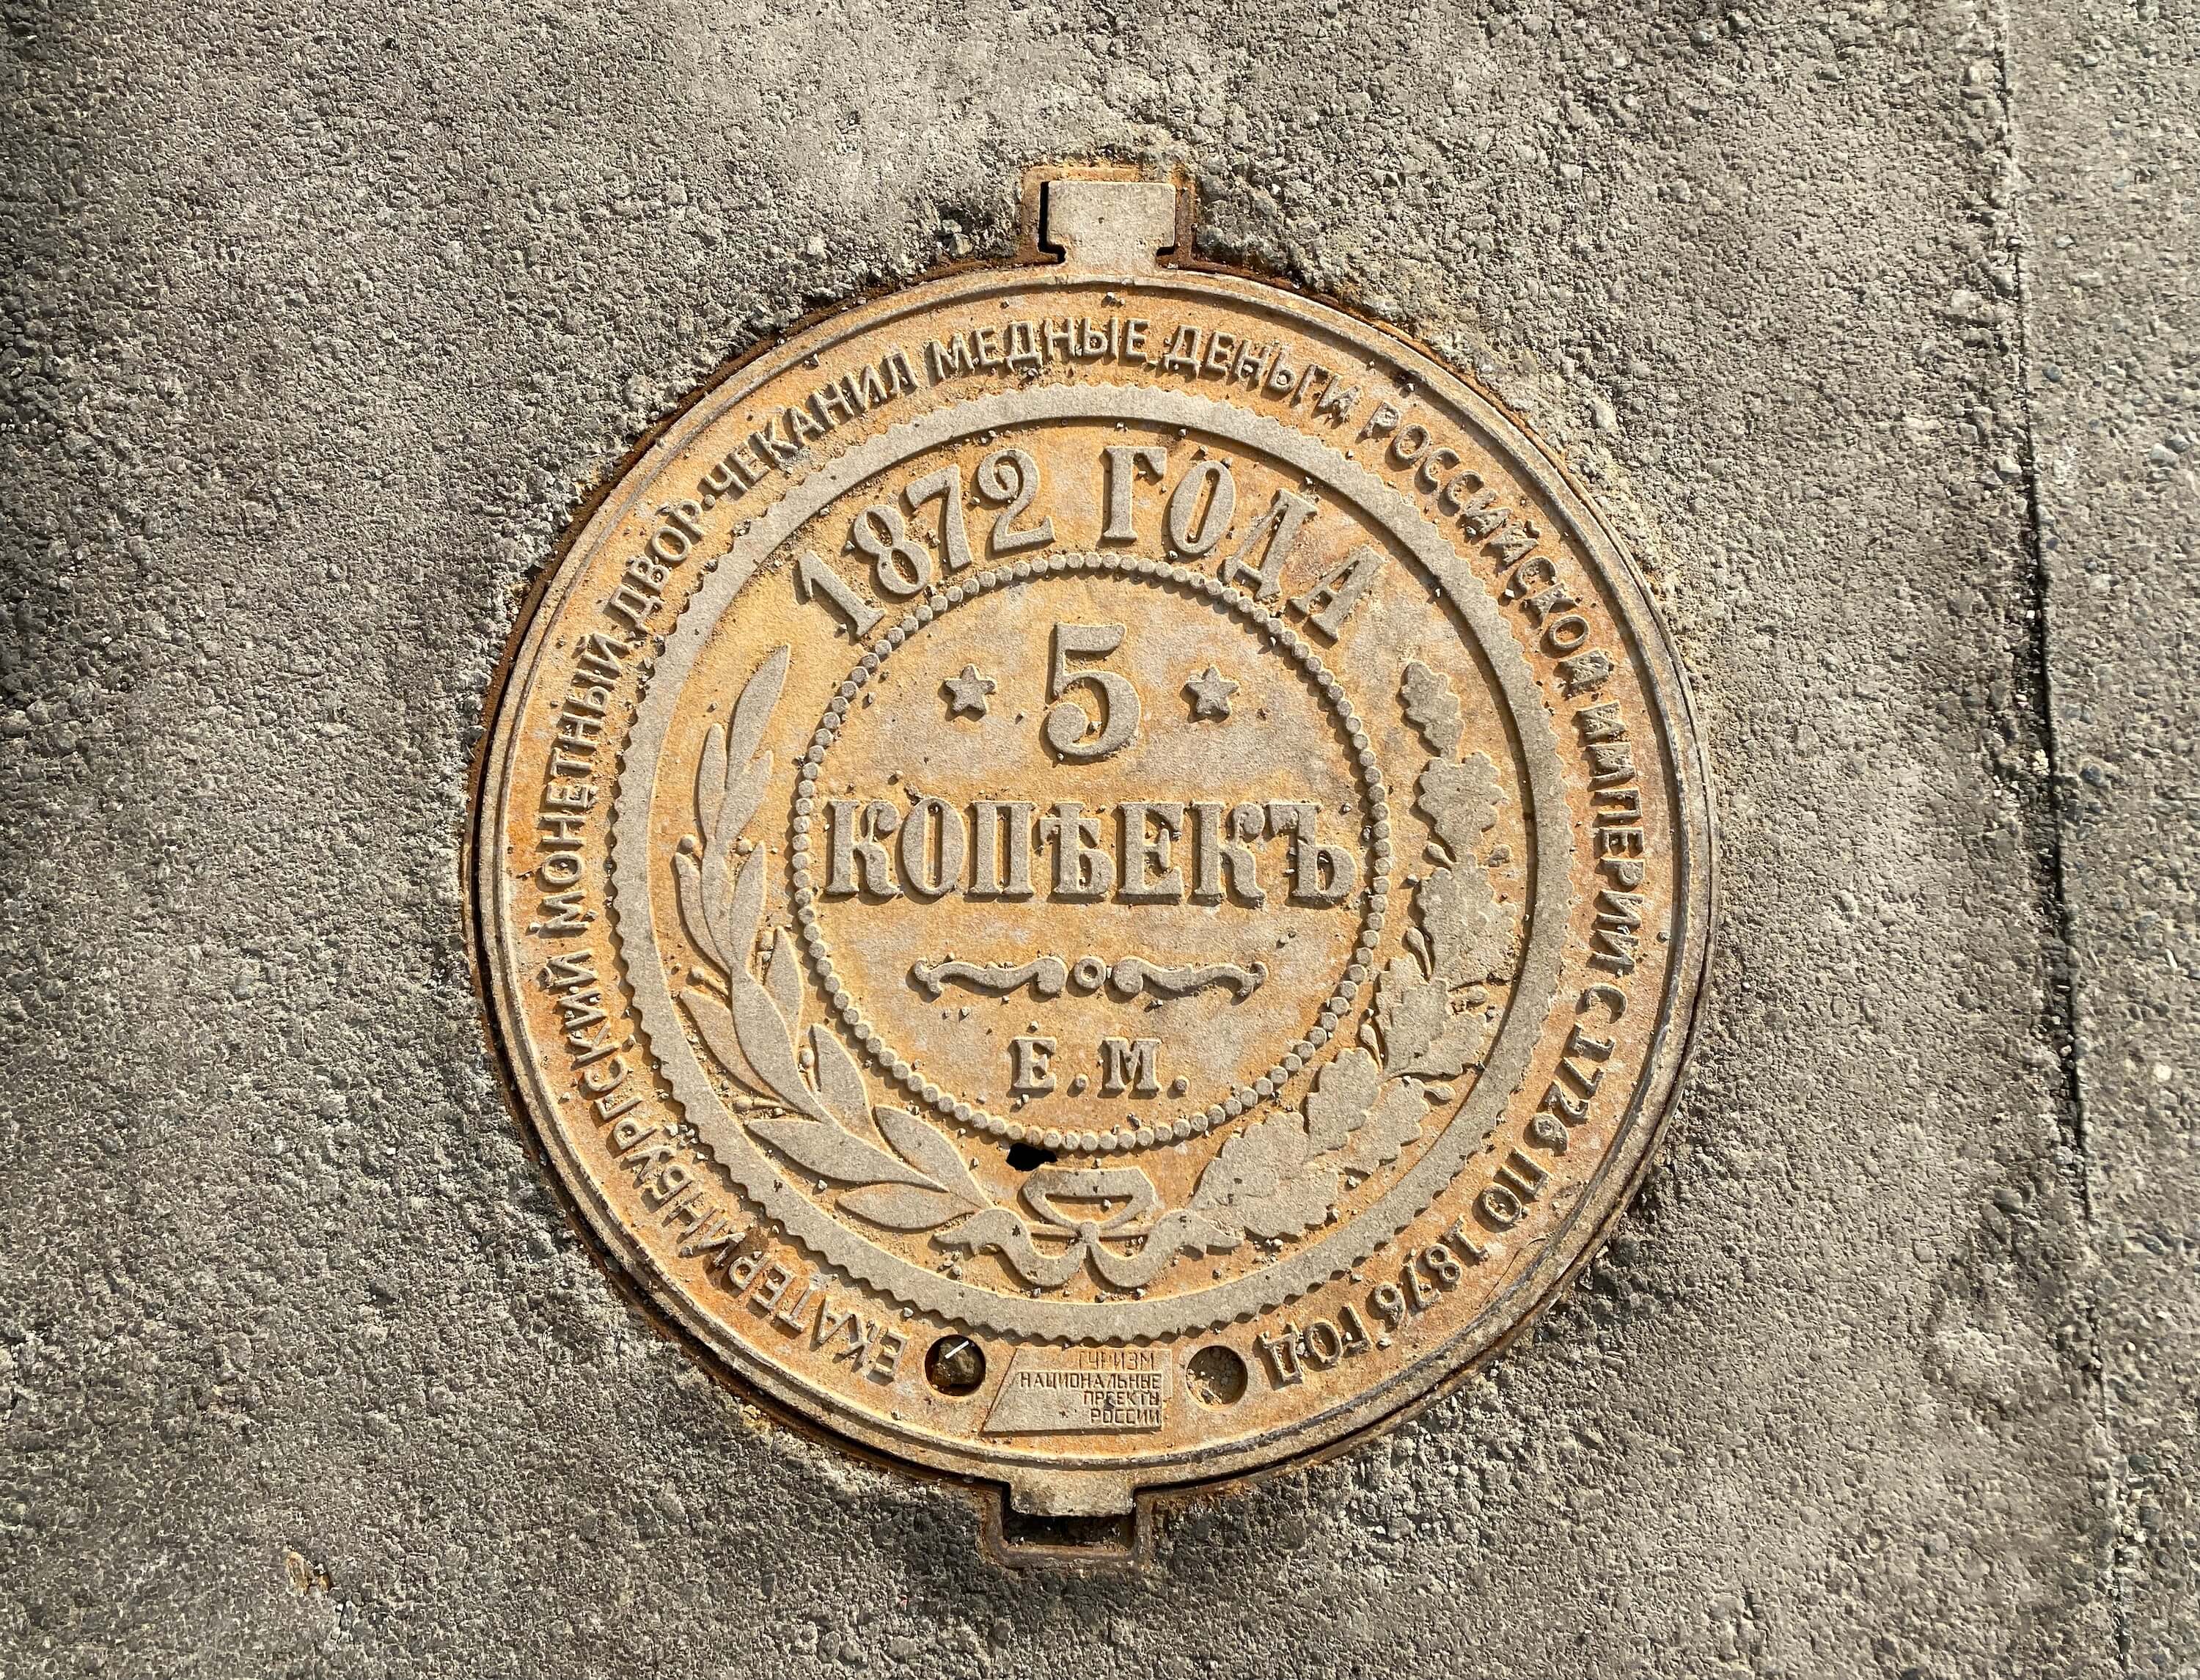 ЕКАТЕРИНБУРГСКИЙ МОНЕТНЫЙ ДВОР·ЧЕКАНИЛ МЕДНЫЕ ДЕНЬГИ РОССИЙСКОЙ ИМПЕРИИ С 1726 ПО 1876 ГОД
1872 ГОДА
5
КОПѢЕКЪ
Е.М.
ТУРИЗМ
НАЦИОНАЛЬНЫЕ
ПРОЕКТЫ
РОССИИ